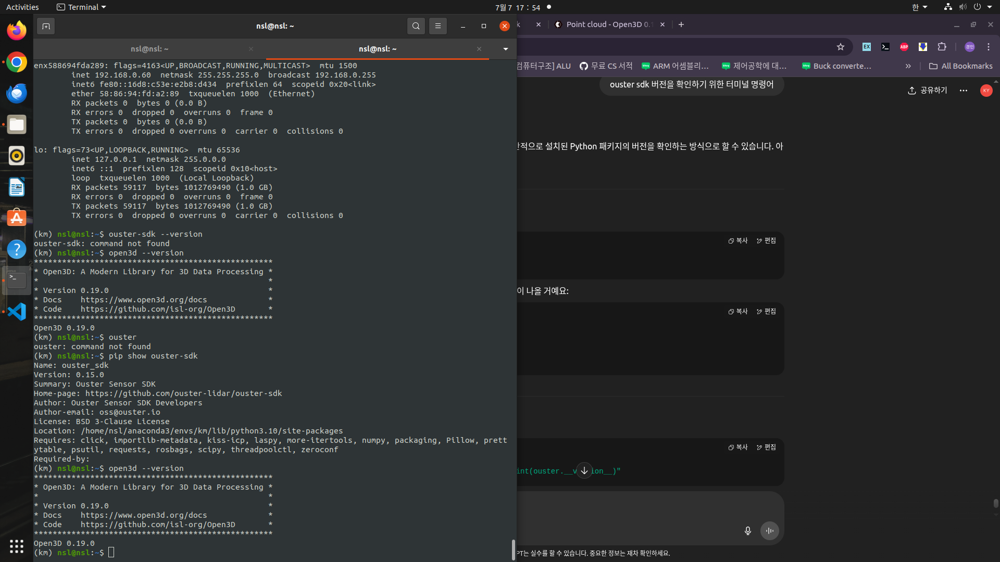 Activities
Terminal
7월 7 17 : 54
한
nsl@nsl: ~
nsl@nsl: ~
nsl@nsl: ~
enx588694fda289: flags=4163<UP,BROADCAST,RUNNING,MULTICAST>  mtu 1500
        inet 192.168.0.60  netmask 255.255.255.0  broadcast 192.168.0.255
        inet6 fe80::16d8:c53e:e2b8:d434  prefixlen 64  scopeid 0x20<link>
        ether 58:86:94:fd:a2:89  txqueuelen 1000  (Ethernet)
        RX packets 0  bytes 0 (0.0 B)
        RX errors 0  dropped 0  overruns 0  frame 0
        TX packets 0  bytes 0 (0.0 B)
        TX errors 0  dropped 0 overruns 0  carrier 0  collisions 0
lo: flags=73<UP,LOOPBACK,RUNNING>  mtu 65536
        inet 127.0.0.1  netmask 255.0.0.0
        inet6 ::1  prefixlen 128  scopeid 0x10<host>
        loop  txqueuelen 1000  (Local Loopback)
        RX packets 59117  bytes 1012769490 (1.0 GB)
        RX errors 0  dropped 0  overruns 0  frame 0
        TX packets 59117  bytes 1012769490 (1.0 GB)
        TX errors 0  dropped 0 overruns 0  carrier 0  collisions 0
(km) nsl@nsl:~$ ouster-sdk --version
ouster-sdk: command not found
(km) nsl@nsl:~$ open3d --version
***************************************************
* Open3D: A Modern Library for 3D Data Processing *
*                                                 *
* Version 0.19.0                                  *
* Docs    https://www.open3d.org/docs             *
* Code    https://github.com/isl-org/Open3D       *
***************************************************
Open3D 0.19.0
(km) nsl@nsl:~$ ouster
ouster: command not found
(km) nsl@nsl:~$ pip show ouster-sdk
Name: ouster_sdk
Version: 0.15.0
Summary: Ouster Sensor SDK
Home-page: https://github.com/ouster-lidar/ouster-sdk
Author: Ouster Sensor SDK Developers
Author-email: oss@ouster.io
License: BSD 3-Clause License
Location: /home/nsl/anaconda3/envs/km/lib/python3.10/site-packages
Requires: click, importlib-metadata, kiss-icp, laspy, more-itertools, numpy, packaging, Pillow, prett
ytable, psutil, requests, rosbags, scipy, threadpoolctl, zeroconf
Required-by:
(km) nsl@nsl:~$ open3d --version
***************************************************
* Open3D: A Modern Library for 3D Data Processing *
*                                                 *
* Version 0.19.0                                  *
* Docs    https://www.open3d.org/docs             *
* Code    https://github.com/isl-org/Open3D       *
***************************************************
Open3D 0.19.0
(km) nsl@nsl:~$
k
Point cloud - Open3D 0.1
EX
ABP
경민
컴퓨터구조] ALU
무료 CS 서적
blog
ARM 어셈블리...
blog
제어공학에 대...
blog
Buck converte...
»
All Bookmarks
ouster sdk 버전을 확인하기 위한 터미널 명령어
공유하기
KY
반적으로 설치된 Python 패키지의 버전을 확인하는 방식으로 할 수 있습니다. 아
복사
편집
이 나올 거예요:
복사
편집
복사
편집
int(ouster.__v ion__)"
PT는 실수를 할 수 있습니다. 중요한 정보는 재차 확인하세요.